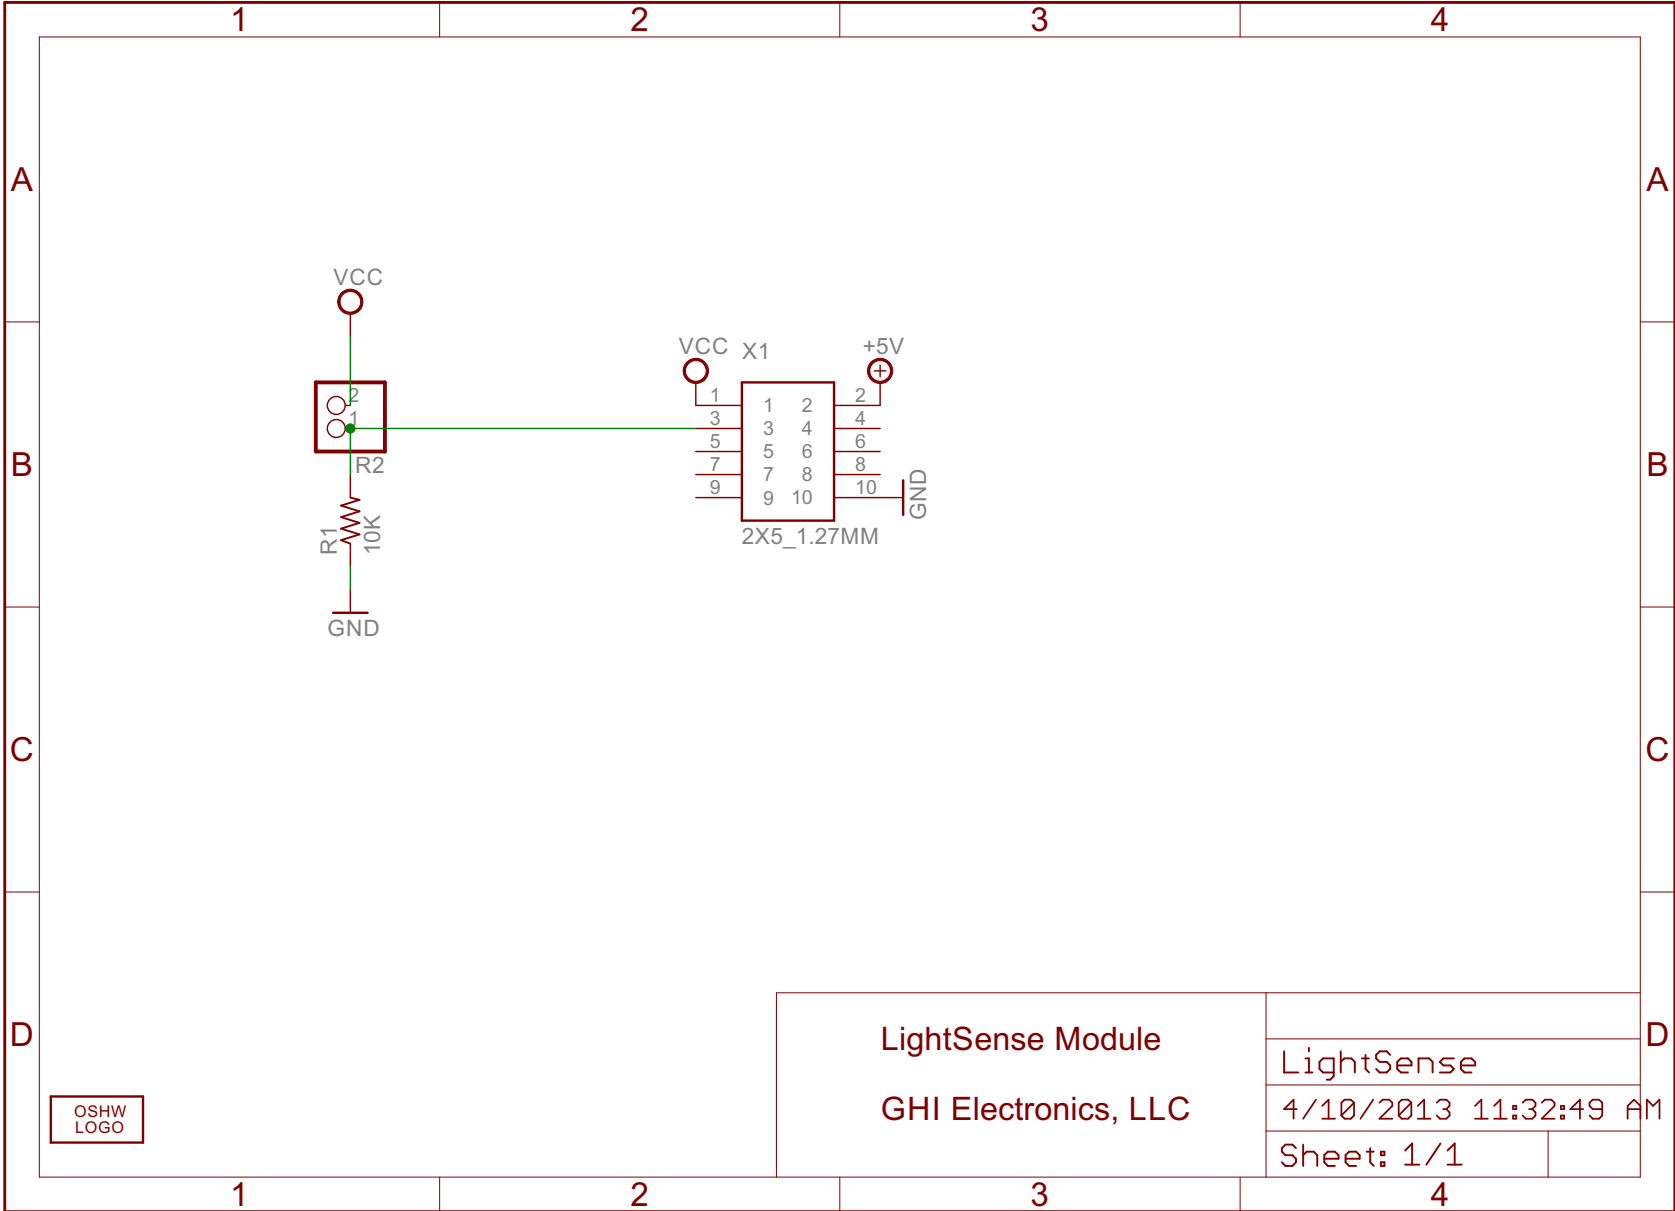 1 2 3 4
A A
VCC
VCC X1 +5V
2 1 1 2 2
1 3 3 4 4
5 5 6 6
B R2 7 7 8 8 B
9 9 10 10 GND
R1 10K 2X5_1.27MM
GND
C C
D D
LightSense Module
GHI Electronics, LLC
LightSense
4/10/2013 11:32:49 AM
Sheet: 1/1
OSHW
LOGO
1 2 3 4